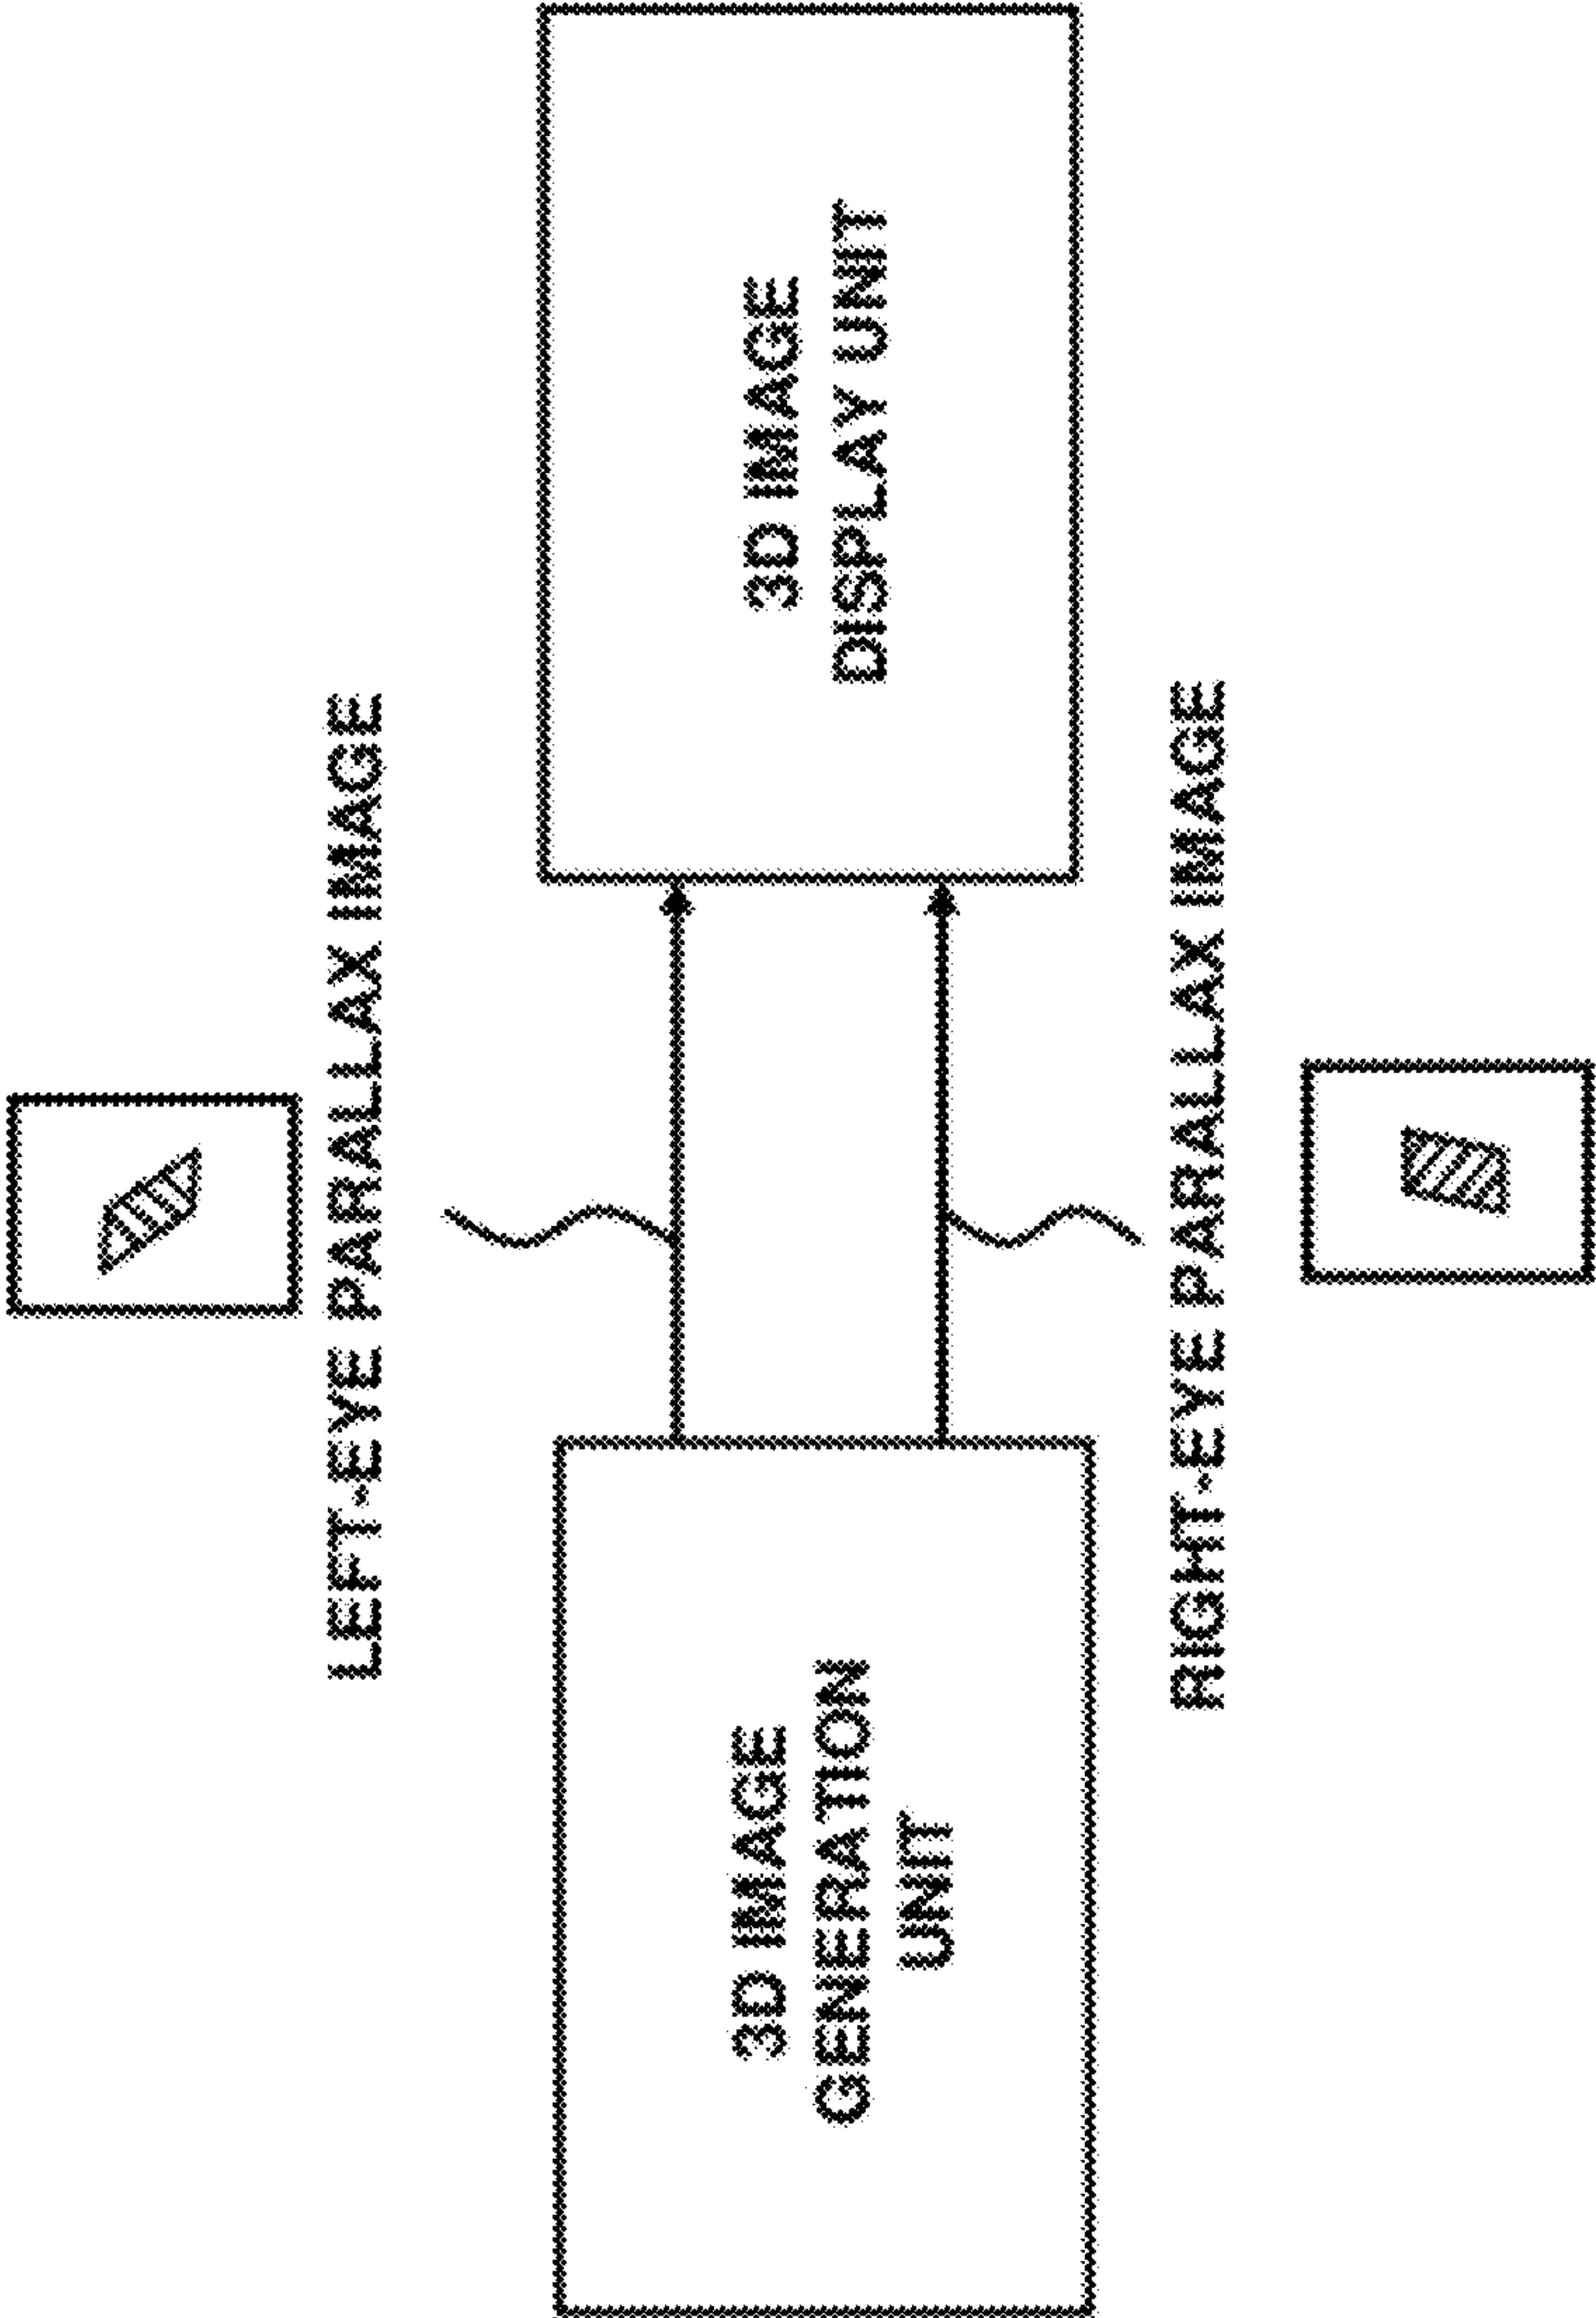 LEFT-EYE PARALLAX IMAGE
3D IMAGE
GENERATION
UNIT
3D IMAGE
DISPLAY UNIT
RIGHT-EYE PARALLAX IMAGE